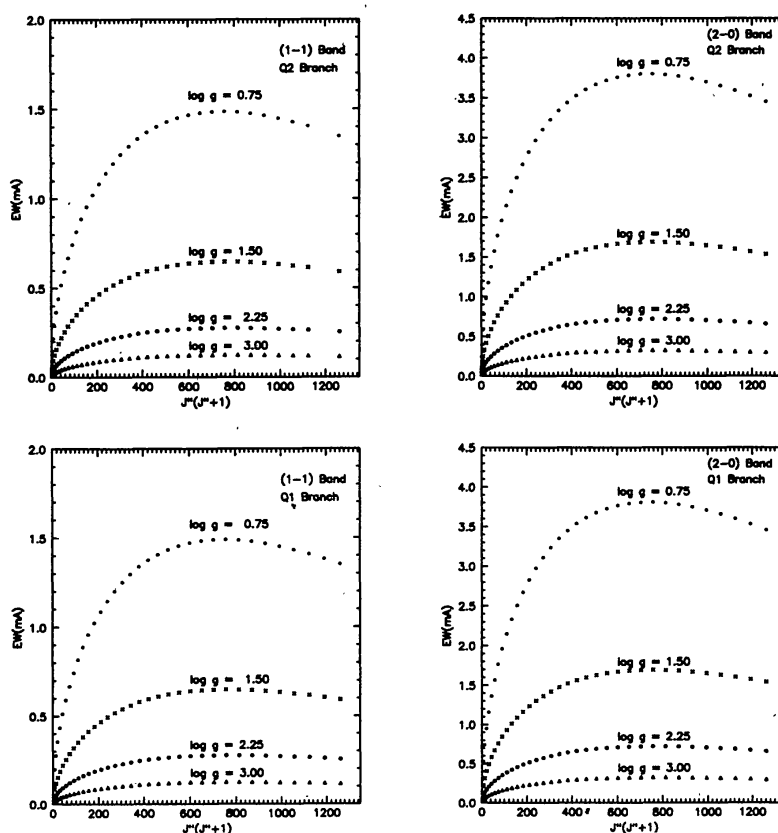 2.0
1.5
1.0
0.5
0.0
EW(mA)
(1-1) Band
Q2 Branch
log g = 0.75
log g = 1.50
log g = 2.25
log g = 3.00
0 200 400 600 800 1000 1200
J"(J"+1)
4.5
4.0
3.5
3.0
2.5
2.0
1.5
1.0
0.5
0.0
EW(mA)
(2-0) Band
Q2 Branch
log g = 0.75
log g = 1.50
log g = 2.25
log g = 3.00
0 200 400 600 800 1000 1200
J"(J"+1)
2.0
1.5
1.0
0.5
0.0
EW(mA)
(1-1) Band
Q1 Branch
log g = 0.75
log g = 1.50
log g = 2.25
log g = 3.00
0 200 400 600 800 1000 1200
J"(J"+1)
4.5
4.0
3.5
3.0
2.5
2.0
1.5
1.0
0.5
0.0
EW(mA)
(2-0) Band
Q1 Branch
log g = 0.75
log g = 1.50
log g = 2.25
log g = 3.00
0 200 400 600 800 1000 1200
J"(J"+1)